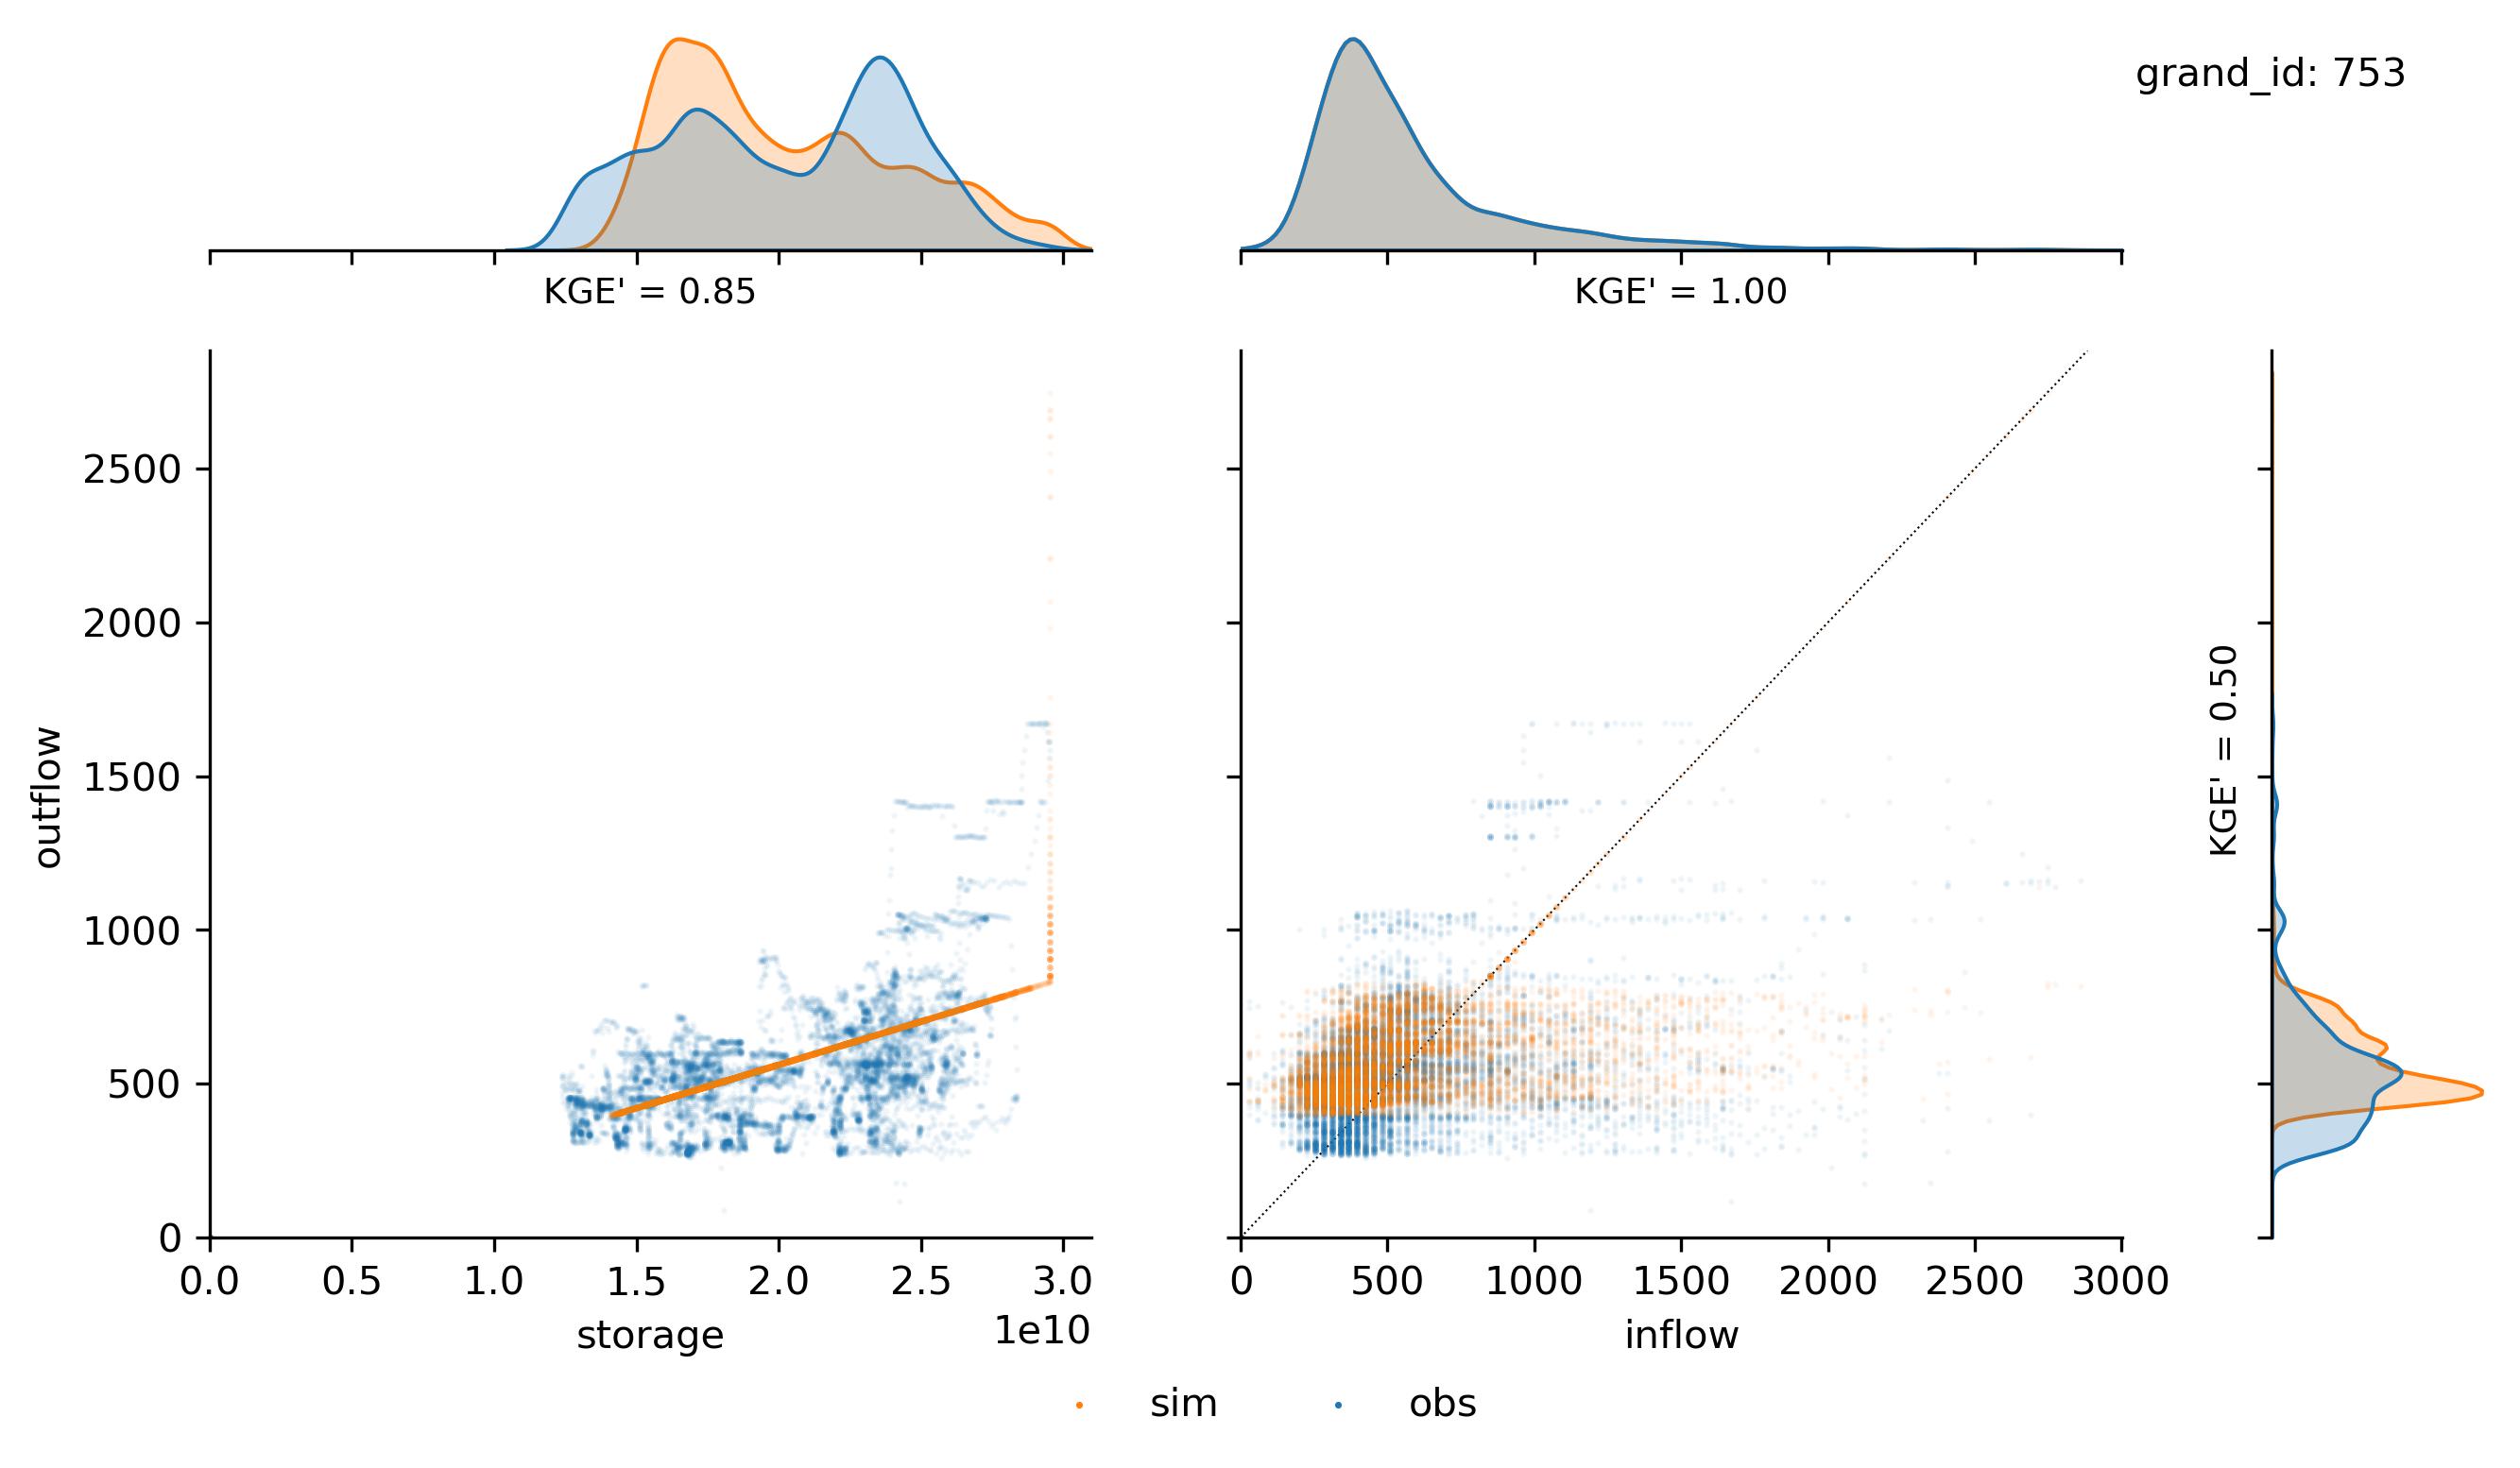 grand_id: 753
KGE' = 0.85
KGE' = 1.00
outflow
2500
2000
1500
1000
500
0
KGE' = 0.50
0.0 0.5 1.0 1.5 2.0 2.5 3.0
1e10
storage
0 500 1000 1500 2000 2500 3000
inflow
sim obs